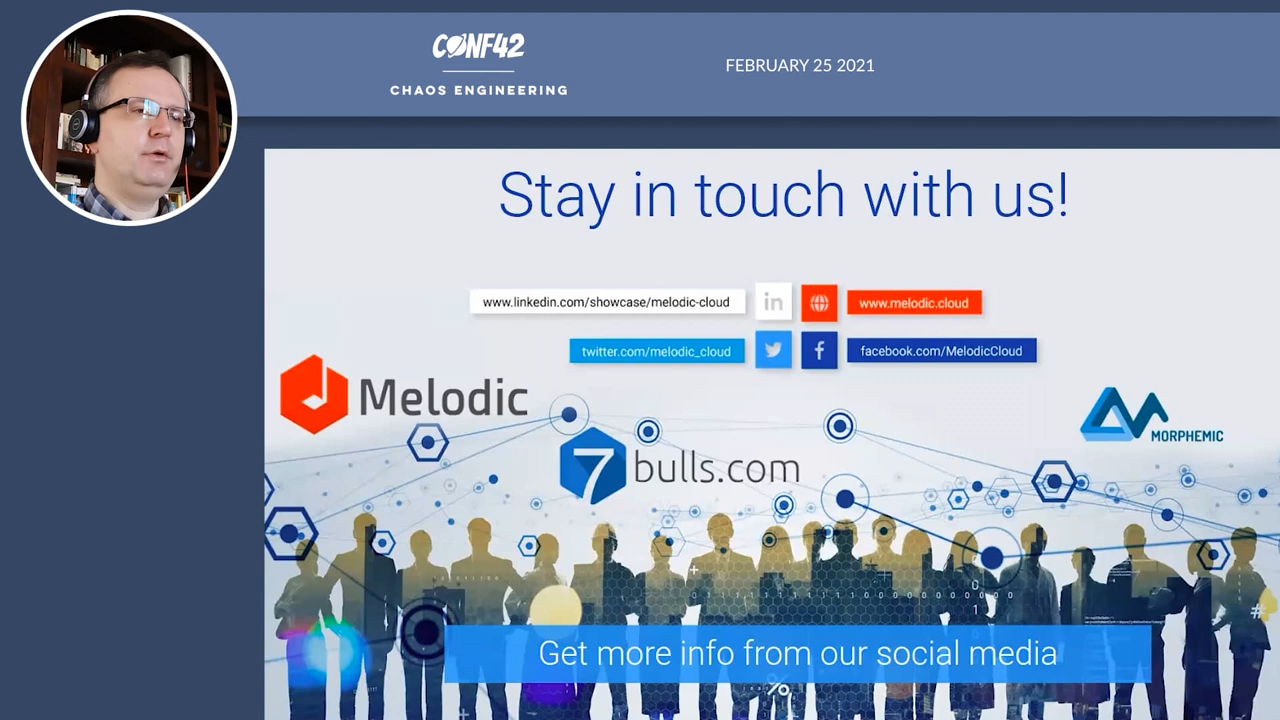 CONF42
CHAOS ENGINEERING
FEBRUARY 25 2021
Stay in touch with us!
www.linkedin.com/showcase/melodic-cloud
in
www.melodic.cloud
twitter.com/melodic_cloud
f
facebook.com/MelodicCloud
Melodic
7bulls.com
MORPHEMIC
Get more info from our social media
%
#